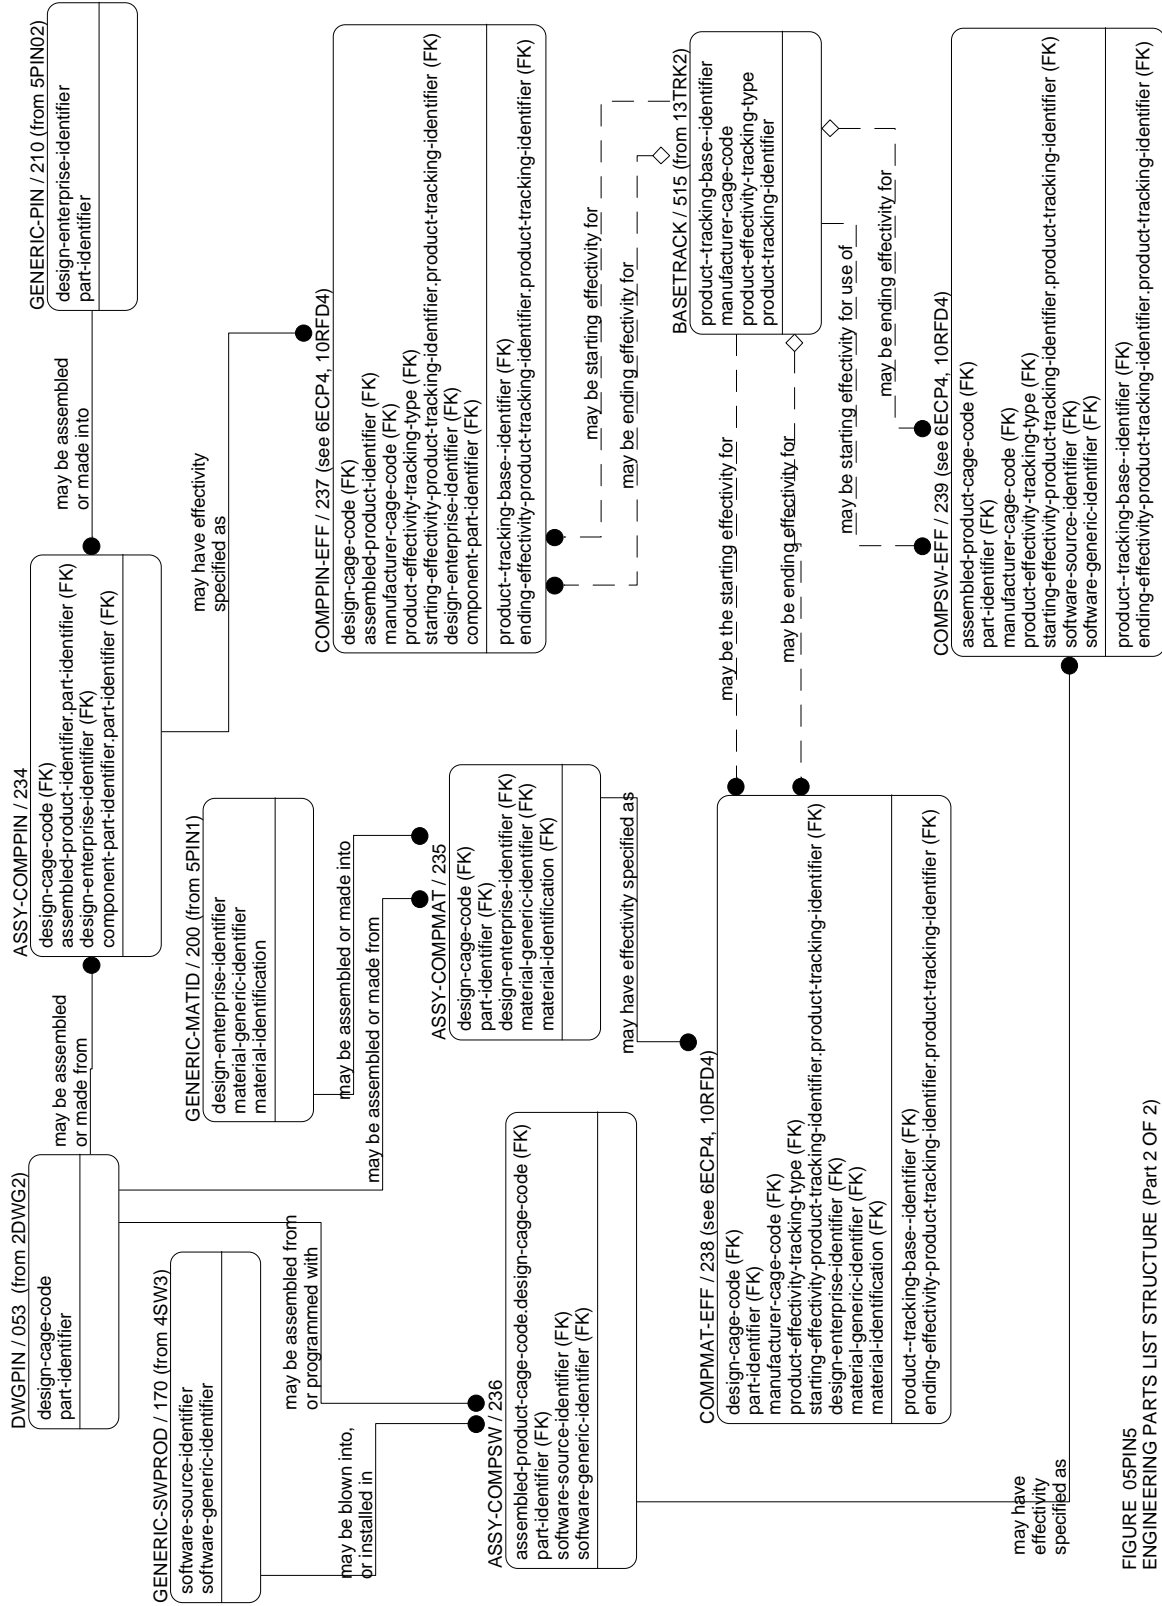 DWGPIN / 053  (from 2DWG2)
design-cage-code
part-identifier
may be assembled
or made from
ASSY-COMPPIN / 234
design-cage-code (FK)
assembled-product-identifier.part-identifier (FK)
design-enterprise-identifier (FK)
component-part-identifier.part-identifier (FK)
may be assembled
or made into
GENERIC-PIN / 210 (from 5PIN02)
design-enterprise-identifier
part-identifier
GENERIC-SWPROD / 170 (from 4SW3)
software-source-identifier
software-generic-identifier
may be assembled from
or programmed with
GENERIC-MATID / 200 (from 5PIN1)
design-enterprise-identifier
material-generic-identifier
material-identification
may have effectivity
specified as
may be blown into,
or installed in
may be assembled or made into
may be assembled or made from
COMPPIN-EFF / 237 (see 6ECP4, 10RFD4)
design-cage-code (FK)
assembled-product-identifier (FK)
manufacturer-cage-code (FK)
product-effectivity-tracking-type (FK)
starting-effectivity-product-tracking-identifier.product-tracking-identifier (FK)
design-enterprise-identifier (FK)
component-part-identifier (FK)
product--tracking-base--identifier (FK)
ending-effectivity-product-tracking-identifier.product-tracking-identifier (FK)
ASSY-COMPMAT / 235
design-cage-code (FK)
part-identifier (FK)
design-enterprise-identifier (FK)
material-generic-identifier (FK)
material-identification (FK)
ASSY-COMPSW / 236
assembled-product-cage-code.design-cage-code (FK)
part-identifier (FK)
software-source-identifier (FK)
software-generic-identifier (FK)
may have effectivity specified as
may be starting effectivity for
may be ending effectivity for
BASETRACK / 515 (from 13TRK2)
product--tracking-base--identifier
manufacturer-cage-code
product-effectivity-tracking-type
product-tracking-identifier
COMPMAT-EFF / 238 (see 6ECP4, 10RFD4)
design-cage-code (FK)
part-identifier (FK)
manufacturer-cage-code (FK)
product-effectivity-tracking-type (FK)
starting-effectivity-product-tracking-identifier.product-tracking-identifier (FK)
design-enterprise-identifier (FK)
material-generic-identifier (FK)
material-identification (FK)
product--tracking-base--identifier (FK)
ending-effectivity-product-tracking-identifier.product-tracking-identifier (FK)
may be the starting effectivity for
may be ending effectivity for
may be starting effectivity for use of
may be ending effectivity for
COMPSW-EFF / 239 (see 6ECP4, 10RFD4)
assembled-product-cage-code (FK)
part-identifier (FK)
manufacturer-cage-code (FK)
product-effectivity-tracking-type (FK)
starting-effectivity-product-tracking-identifier.product-tracking-identifier (FK)
software-source-identifier (FK)
software-generic-identifier (FK)
product--tracking-base--identifier (FK)
ending-effectivity-product-tracking-identifier.product-tracking-identifier (FK)
may have
effectivity
specified as
FIGURE  05PIN5
ENGINEERING PARTS LIST STRUCTURE (Part 2 OF 2)